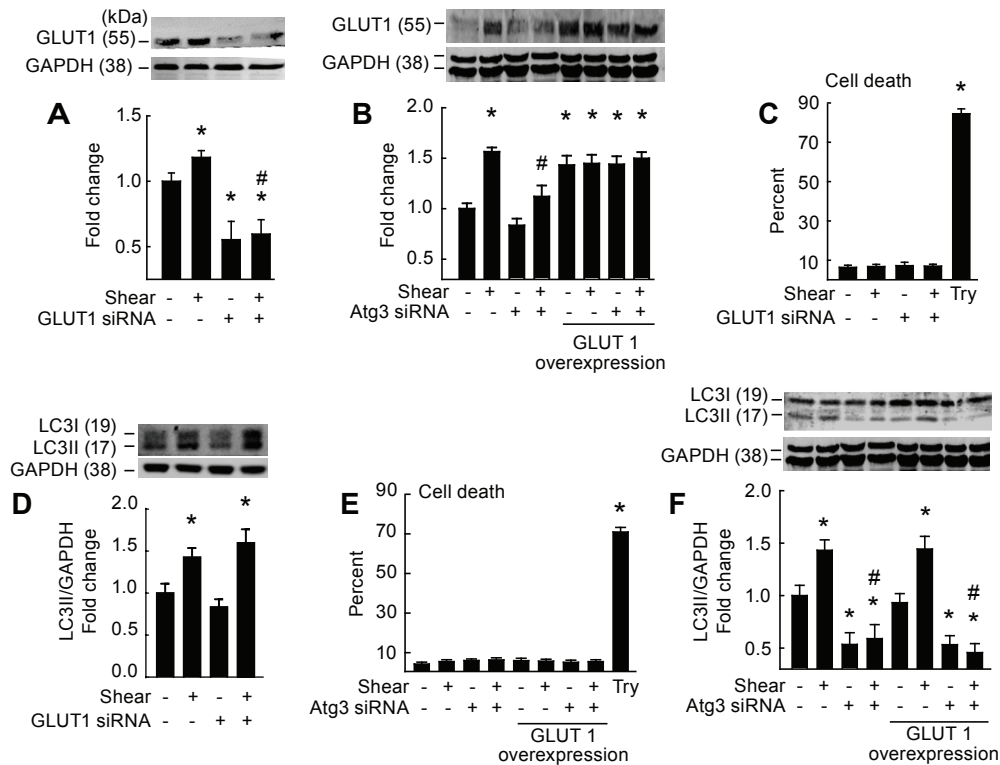 (kDa)
GLUT1 (55)
GAPDH (38)
A
Fold change
1.5
1.0
0.5
*
*
#
*
Shear - + - +
GLUT1 siRNA - - + +
GLUT1 (55)
GAPDH (38)
B
Fold change
2.0
1.5
1.0
0.5
*
#
* * * *
Shear - + - + - + - +
Atg3 siRNA - - + + - - + +
GLUT 1
overexpression
C
Cell death
Percent
90
70
50
30
10
*
Shear - + - + Try
GLUT1 siRNA - - + +
LC3I (19)
LC3II (17)
GAPDH (38)
D
LC3II/GAPDH
Fold change
2.0
1.5
1.0
0.5
0.0
*
*
Shear - + - +
GLUT1 siRNA - - + +
E
Cell death
Percent
90
70
50
30
10
*
Shear - + - + - + - + Try
Atg3 siRNA - - + + - - + +
GLUT 1
overexpression
LC3I (19)
LC3II (17)
GAPDH (38)
F
LC3II/GAPDH
Fold change
2.0
1.5
1.0
0.5
*
*
#
*
*
*
#
*
Shear - + - + - + - +
Atg3 siRNA - - + + - - + +
GLUT 1
overexpression